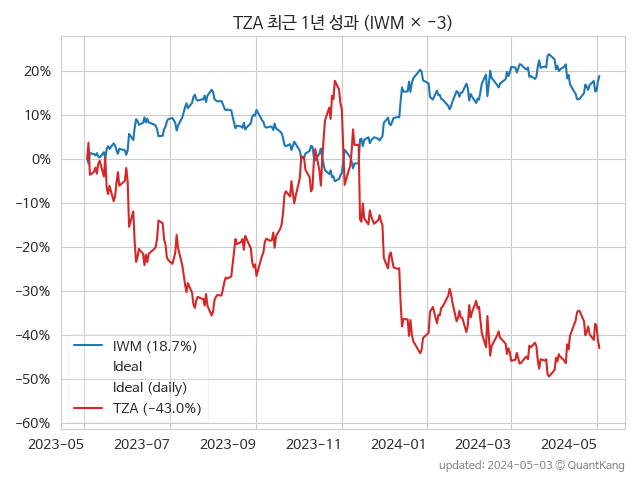 TZA 최근 1년 성과 (IWM × −3)
20%
10%
0%
−10%
−20%
−30%
−40%
−50%
−60%
IWM (18.7%)
Ideal
Ideal (daily)
TZA (−43.0%)
2023-05 2023-07 2023-09 2023-11 2024-01 2024-03 2024-05
updated: 2024-05-03 © QuantKang